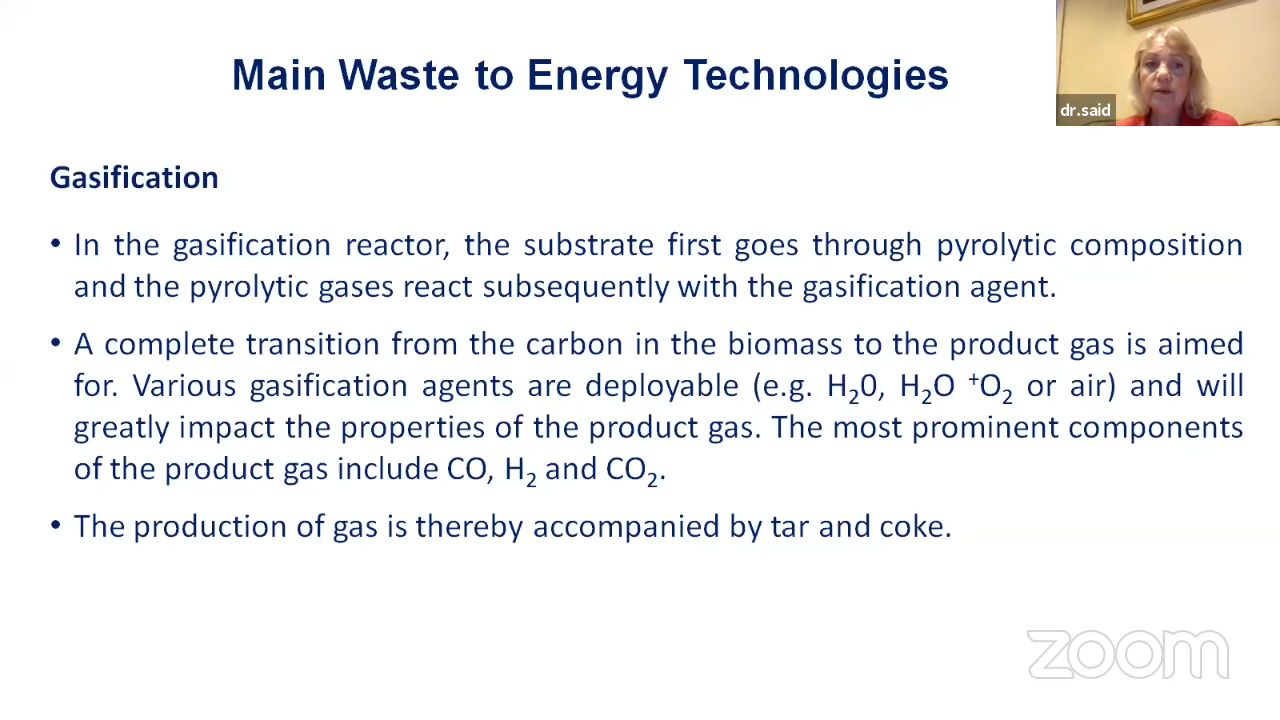 Main Waste to Energy Technologies
dr.said
Gasification
• In the gasification reactor, the substrate first goes through pyrolytic composition
and the pyrolytic gases react subsequently with the gasification agent.
• A complete transition from the carbon in the biomass to the product gas is aimed
for. Various gasification agents are deployable (e.g. H₂0, H₂O ⁺O₂ or air) and will
greatly impact the properties of the product gas. The most prominent components
of the product gas include CO, H₂ and CO₂.
• The production of gas is thereby accompanied by tar and coke.
zoom